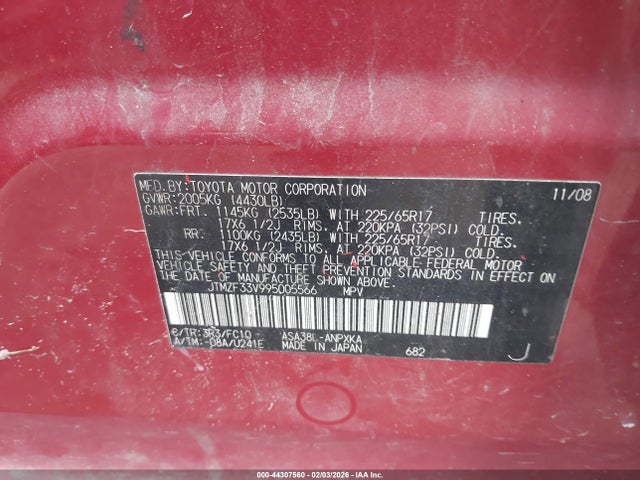 MFD.BY:TOYOTA MOTOR CORPORATION 11/08
GVWR:2005KG (4430LB)
GAWR:FRT. 1145KG (2535LB) WITH 225/65R17 TIRES.
17X6 1/2J RIMS. AT 220KPA (32PSI) COLD.
RR. 1100KG (2435LB) WITH 225/65R17 TIRES.
17X6 1/2J RIMS. AT 220KPA (32PSI) COLD.
THIS VEHICLE CONFORMS TO ALL APPLICABLE FEDERAL MOTOR
VEHICLE SAFETY AND THEFT PREVENTION STANDARDS IN EFFECT ON
THE DATE OF MANUFACTURE SHOWN ABOVE.
JTMZF33V995005566 MPV
C/TR:3R3/FC10 ASA38L-ANPXKA
A/TM:-08A/U241E MADE IN JAPAN 682 J
000-44307560 - 02/03/2026 - IAA Inc.